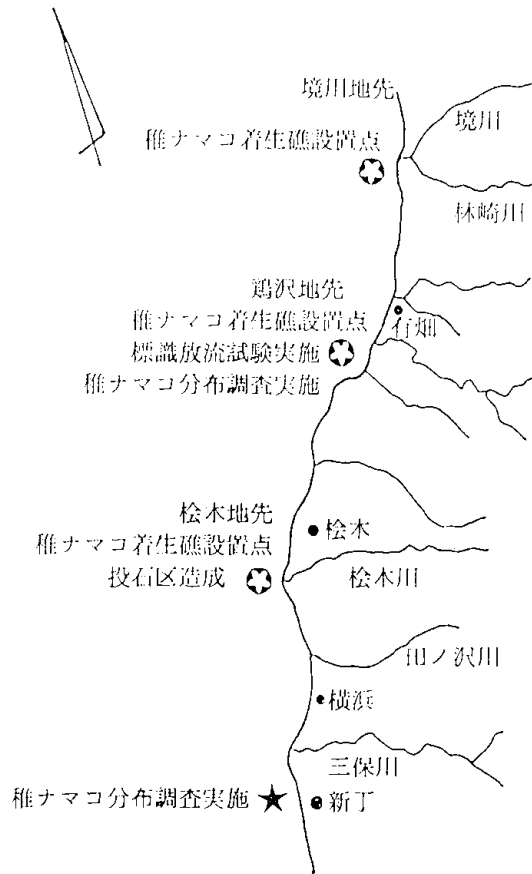 境川地先
境川
稚ナマコ着生礁設置点
林崎川
鶏沢地先
稚ナマコ着生礁設置点
有畑
標識放流試験実施
稚ナマコ分布調査実施
桧木地先
稚ナマコ着生礁設置点
桧木
投石区造成
桧木川
田ノ沢川
横浜
三保川
稚ナマコ分布調査実施
新丁